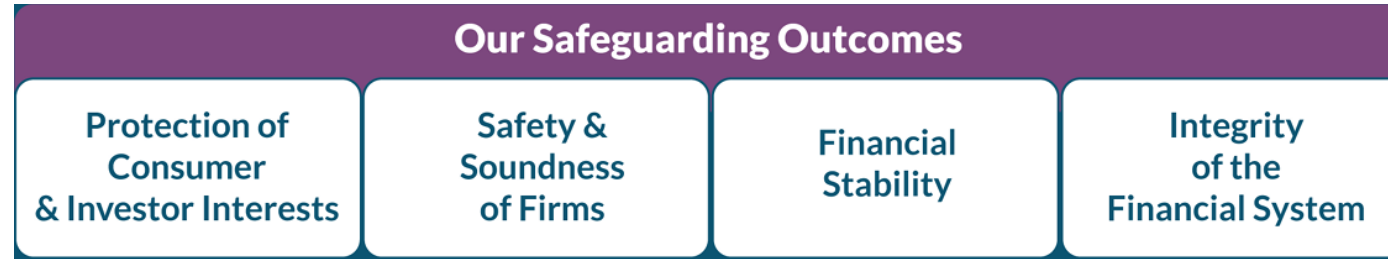 Our Safeguarding Outcomes
Protection of
Consumer
& Investor Interests
Safety &
Soundness
of Firms
Financial
Stability
Integrity
of the
Financial System